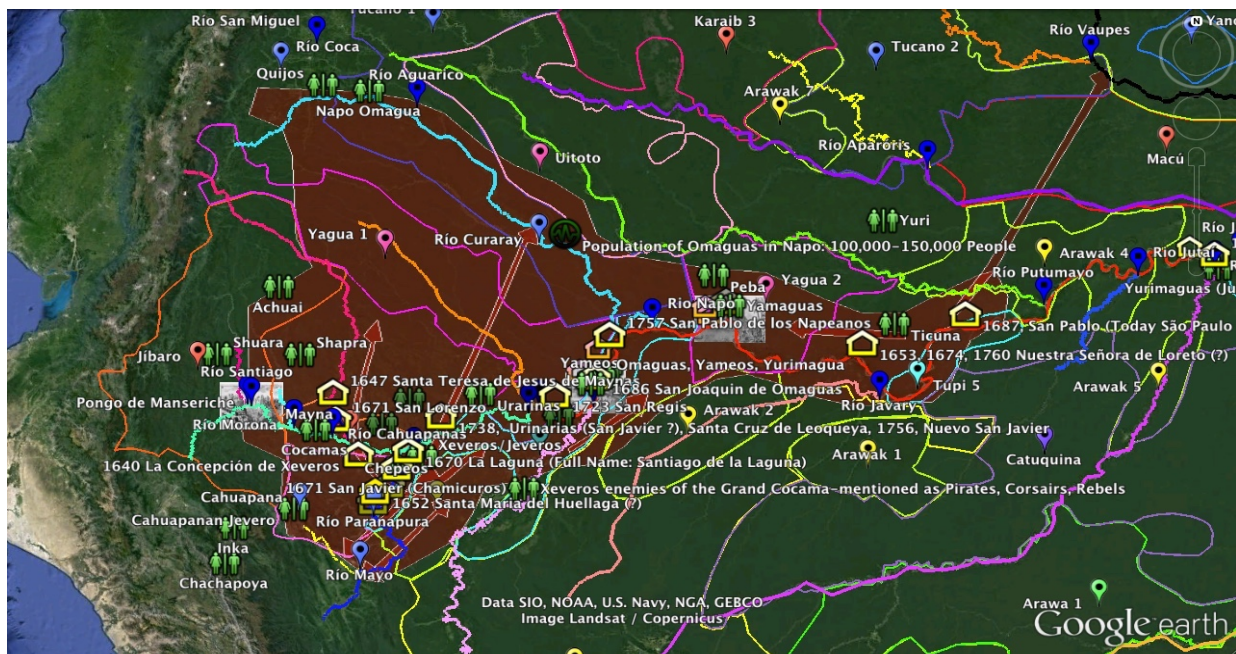 Río San Miguel
Tucano 1
Karaib 3
Río Vaupes
N
Río Coca
Tucano 2
Quijos
Río Aguarico
Arawak 7
Napo Omagua
Río Aparoris
Uitoto
Macú
Yagua 1
Río Curaray
Yuri
Population of Omaguas in Napo: 100,000-150,000 People
Arawak 4
Río Jutai
Río Putumayo
Peba
Yagua 2
Achuai
Río Napo
Yamaguas
1757 San Pablo de los Napeanos
Ticuna
1687: San Pablo (Today São Paulo
Jíbaro
Shuara
Shapra
Río Santiago
Yameos
Omaguas, Yameos, Yurimagua
1653, 1674, 1760 Nuestra Señora de Loreto (?)
1647 Santa Teresa de Jesus de Maynas
1686 San Joaquin de Omaguas
Tupi 5
Arawak 5
Pongo de Manseriche
Mayna
1671 San Lorenzo
Urarinas
1723 San Regis
Río Javary
Arawak 2
Río Morona
Río Cahuapanas
1738, Urinarias (San Javier ?), Santa Cruz de Leoqueya, 1756, Nuevo San Javier
Cocamas
Xeveros/Jeveros
Arawak 1
Catuquina
1640 La Concepción de Xeveros
Chepeos
1670 La Laguna (Full Name: Santiago de la Laguna)
Cahuapana
1671 San Javier (Chamicuros)
Xeveros enemies of the Grand Cocama-mentioned as Pirates, Corsairs, Rebels
1652 Santa María del Huellaga (?)
Cahuapanan Jevero
Río Paranapura
Inka
Chachapoya
Río Mayo
Arawa 1
Data SIO, NOAA, U.S. Navy, NGA, GEBCO
Image Landsat / Copernicus
Google earth